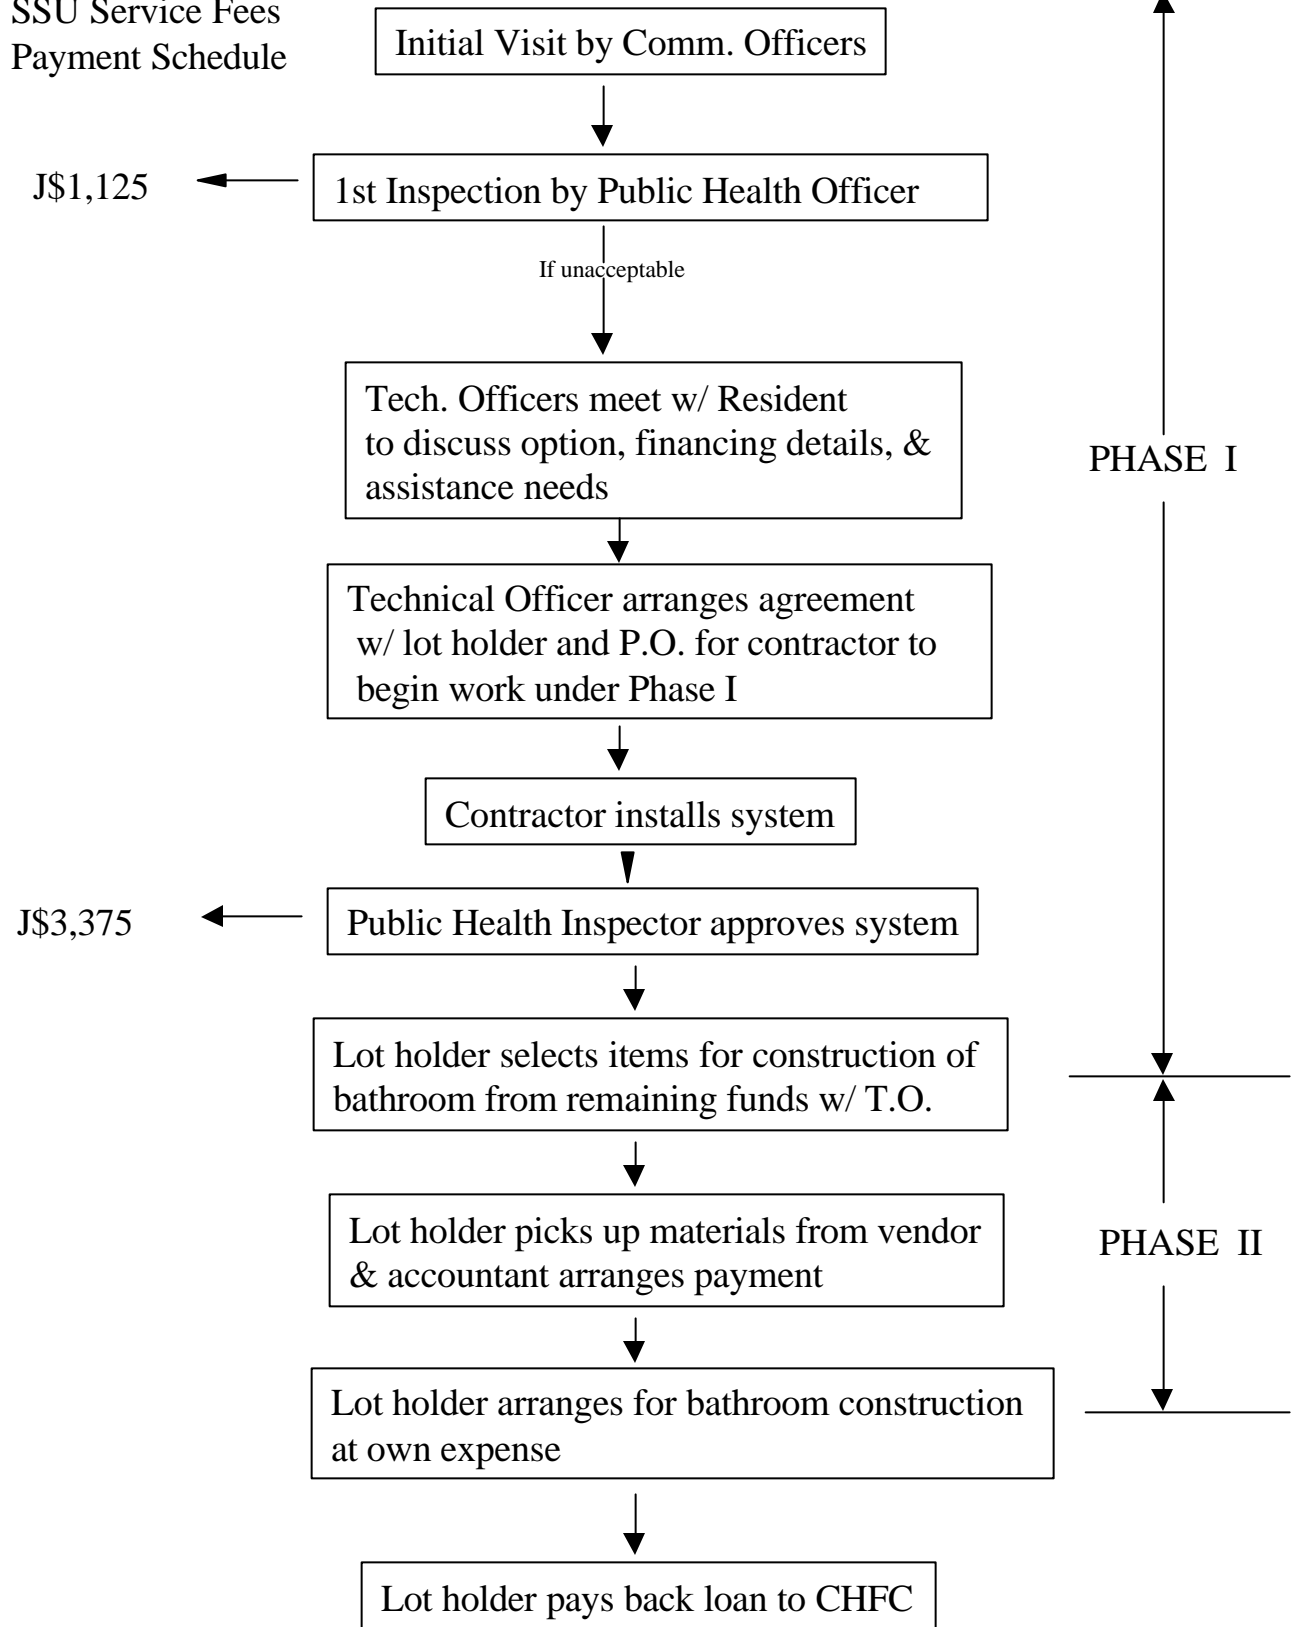 SSU Service Fees
Payment Schedule
Initial Visit by Comm. Officers
J$1,125
1st Inspection by Public Health Officer
If unacceptable
Tech. Officers meet w/ Resident
to discuss option, financing details, &
assistance needs
PHASE I
Technical Officer arranges agreement
w/ lot holder and P.O. for contractor to
begin work under Phase I
Contractor installs system
J$3,375
Public Health Inspector approves system
Lot holder selects items for construction of
bathroom from remaining funds w/ T.O.
Lot holder picks up materials from vendor
& accountant arranges payment
PHASE II
Lot holder arranges for bathroom construction
at own expense
Lot holder pays back loan to CHFC